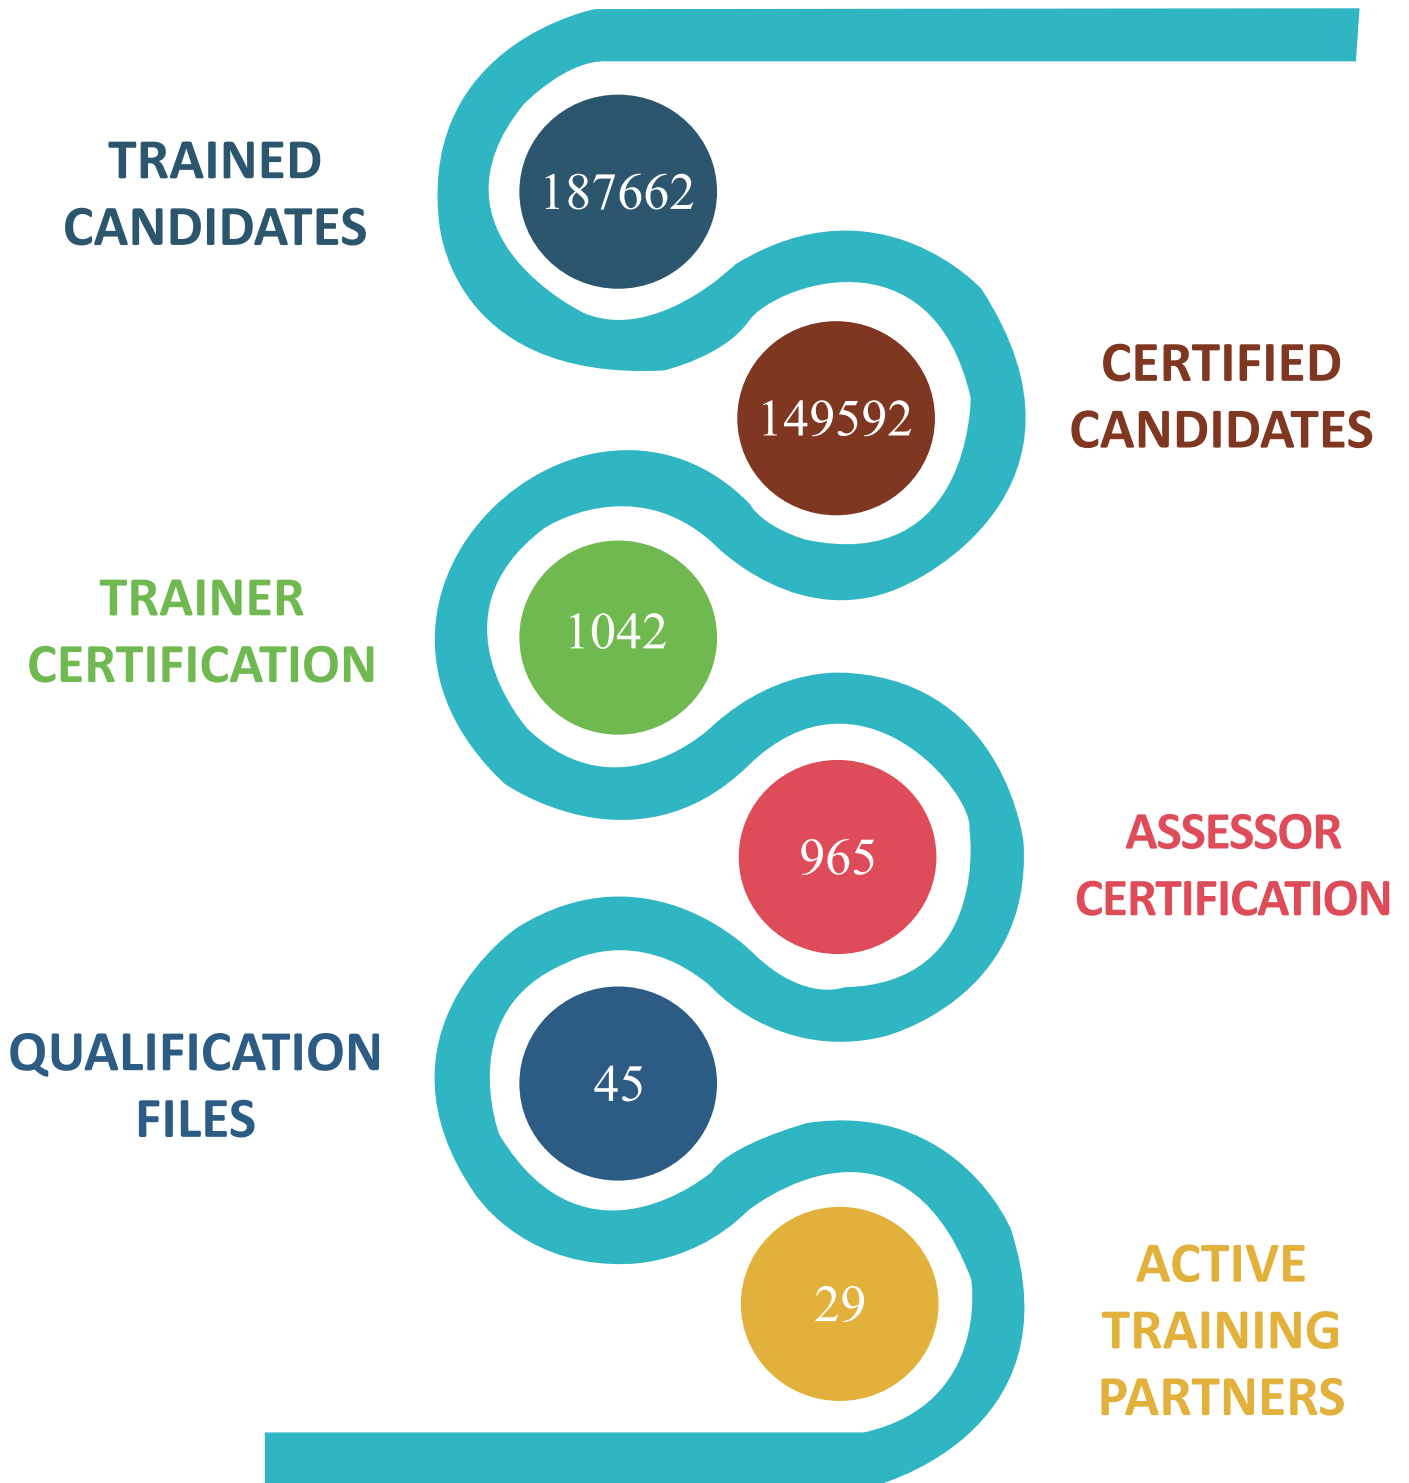 TRAINED
CANDIDATES
187662
CERTIFIED
CANDIDATES
149592
TRAINER
CERTIFICATION
1042
ASSESSOR
CERTIFICATION
965
QUALIFICATION
FILES
45
ACTIVE
TRAINING
PARTNERS
29